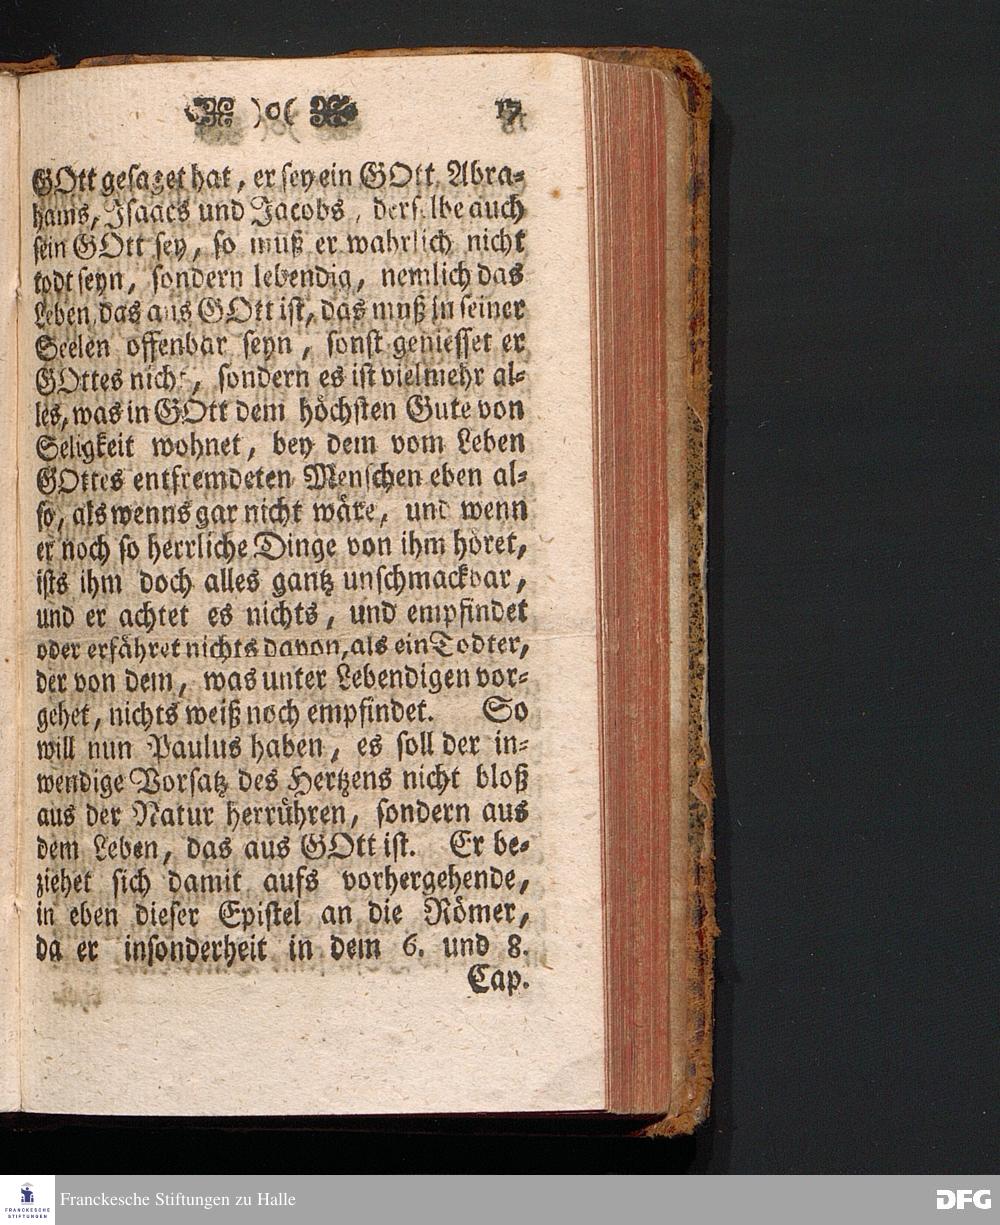 )o( 17
GOtt gesaget hat, er sey ein GOtt Abra-
hams, Isaacs und Jacobs, derselbe auch
sein GOtt sey, so muß er wahrlich nicht
todt seyn, sondern lebendig, nemlich das
Leben, das aus GOtt ist, das muß in seiner
Seelen offenbar seyn, sonst geniesset er
GOttes nicht, sondern es ist vielmehr al-
les, was in GOtt dem höchsten Gute von
Seligkeit wohnet, bey dem vom Leben
GOttes entfremdeten Menschen eben al-
so, als wenns gar nicht wäre, und wenn
er noch so herrliche Dinge von ihm höret,
ists ihm doch alles gantz unschmackbar,
und er achtet es nichts, und empfindet
oder erfähret nichts davon, als ein Todter,
der von dem, was unter Lebendigen vor-
gehet, nichts weiß noch empfindet. So
will nun Paulus haben, es soll der in-
wendige Vorsatz des Hertzens nicht bloß
aus der Natur herrühren, sondern aus
dem Leben, das aus GOtt ist. Er be-
ziehet sich damit aufs vorhergehende,
in eben dieser Epistel an die Römer,
da er insonderheit in dem 6. und 8.
Cap.
FRANCKESCHE
STIFTUNGEN
Franckesche Stiftungen zu Halle
DFG